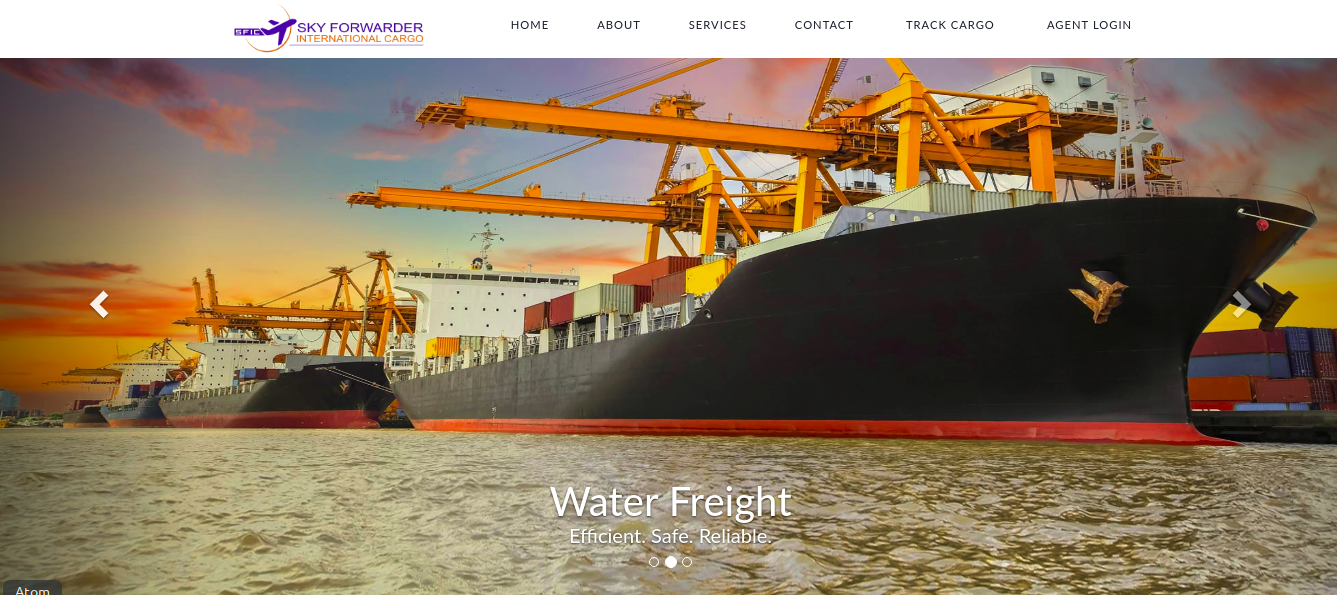 SFIC
SKY FORWARDER
INTERNATIONAL CARGO
HOME ABOUT SERVICES CONTACT TRACK CARGO AGENT LOGIN
Water Freight
Efficient. Safe. Reliable.
Atom